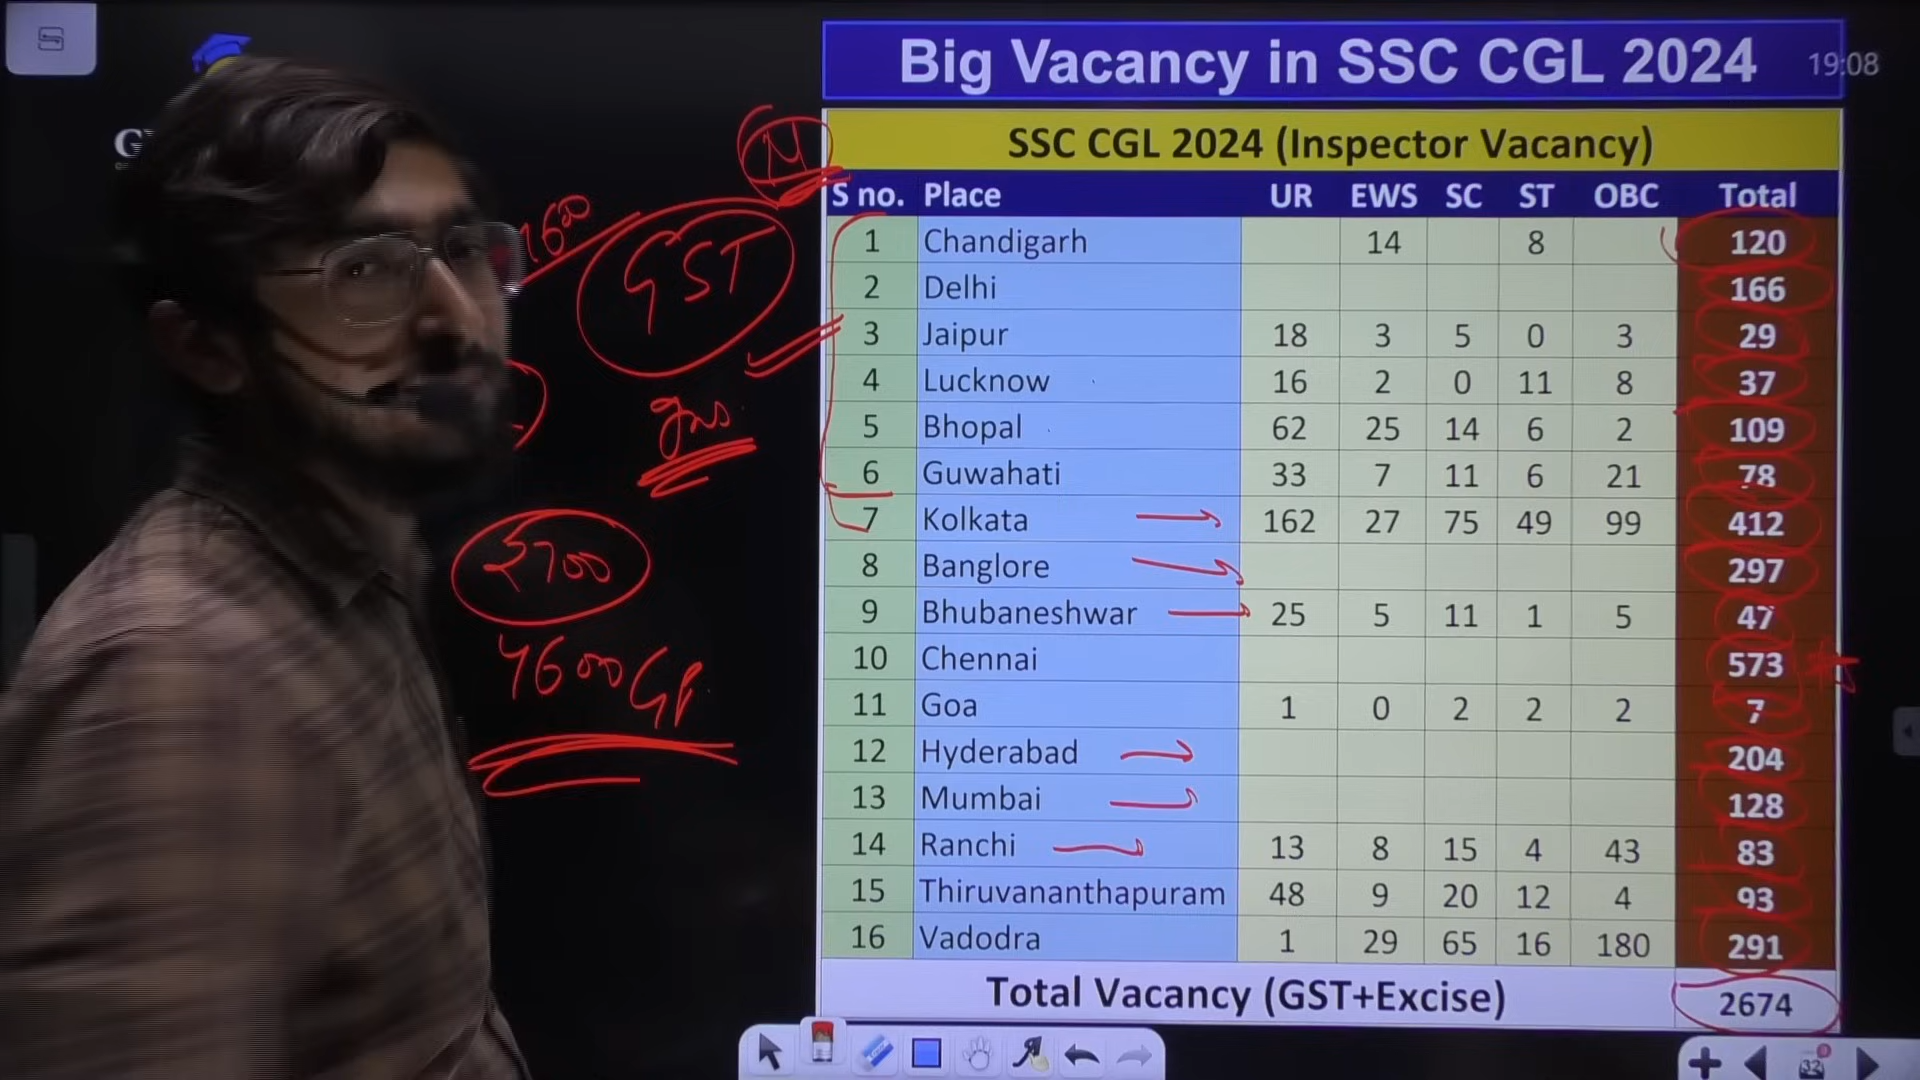 Big Vacancy in SSC CGL 2024
19:08
SSC CGL 2024 (Inspector Vacancy)
S no. Place UR EWS SC ST OBC Total
1 Chandigarh 14 8 120
2 Delhi 166
3 Jaipur 18 3 5 0 3 29
4 Lucknow 16 2 0 11 8 37
5 Bhopal 62 25 14 6 2 109
6 Guwahati 33 7 11 6 21 78
7 Kolkata 162 27 75 49 99 412
8 Banglore 297
9 Bhubaneshwar 25 5 11 1 5 47
10 Chennai 573
11 Goa 1 0 2 2 2 7
12 Hyderabad 204
13 Mumbai 128
14 Ranchi 13 8 15 4 43 83
15 Thiruvananthapuram 48 9 20 12 4 93
16 Vadodra 1 29 65 16 180 291
Total Vacancy (GST+Excise) 2674
GST
4600 GP
32